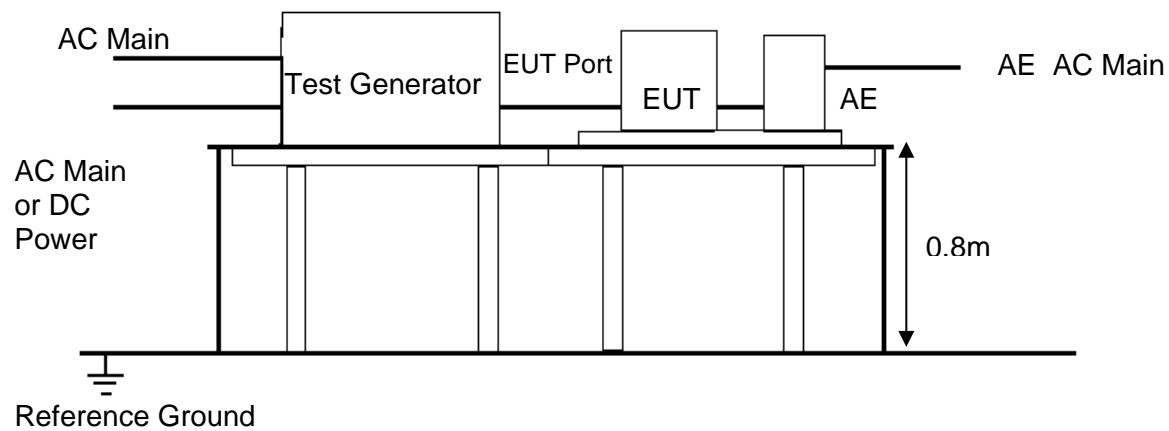 AC Main
EUT Port
AE AC Main
Test Generator
EUT
AE
AC Main
or DC
Power
0.8m
Reference Ground